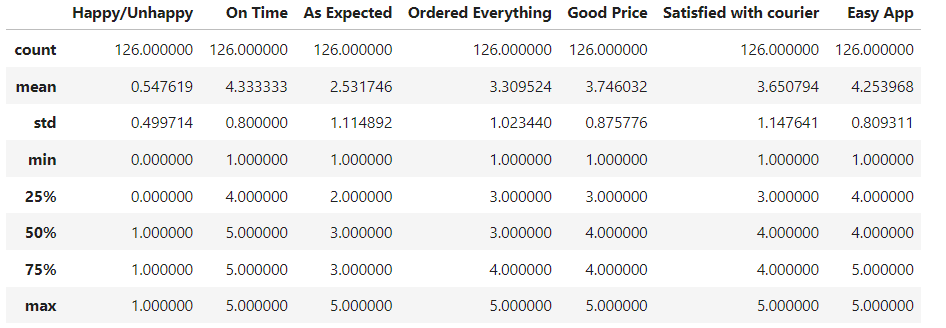 Happy/Unhappy On Time As Expected Ordered Everything Good Price Satisfied with courier Easy App
count 126.000000 126.000000 126.000000 126.000000 126.000000 126.000000 126.000000
mean 0.547619 4.333333 2.531746 3.309524 3.746032 3.650794 4.253968
std 0.499714 0.800000 1.114892 1.023440 0.875776 1.147641 0.809311
min 0.000000 1.000000 1.000000 1.000000 1.000000 1.000000 1.000000
25% 0.000000 4.000000 2.000000 3.000000 3.000000 3.000000 4.000000
50% 1.000000 5.000000 3.000000 3.000000 4.000000 4.000000 4.000000
75% 1.000000 5.000000 3.000000 4.000000 4.000000 4.000000 5.000000
max 1.000000 5.000000 5.000000 5.000000 5.000000 5.000000 5.000000